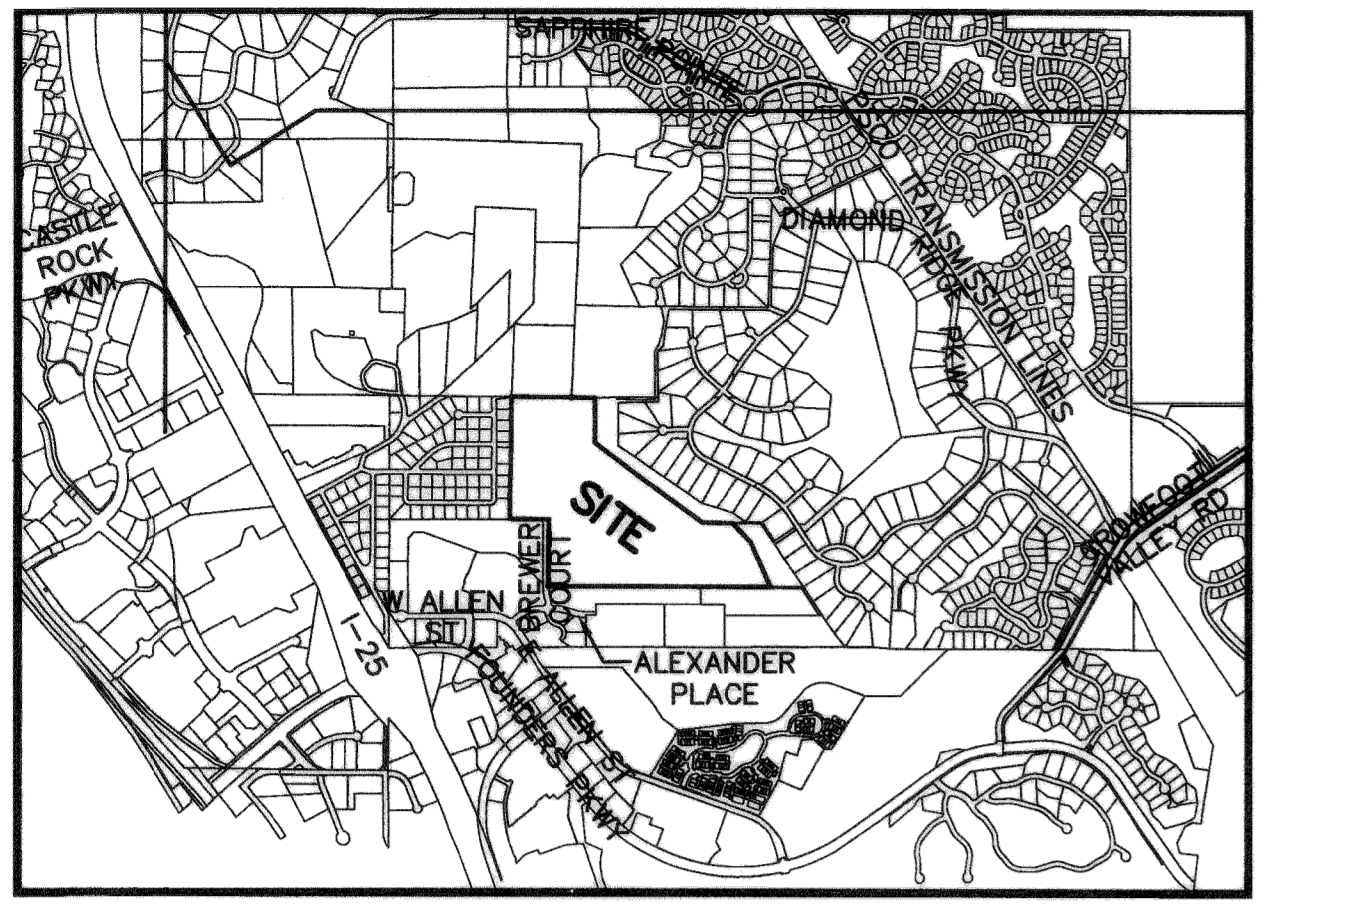 SAPPHIRE POINTE
PSCO TRANSMISSION LINES
CASTLE
ROCK
PKWY
DIAMOND
RIDGE PKWY
SITE
CROWFOOT
VALLEY RD
BREWER
COURT
W ALLEN
ST
I-25
FOUNDERS PKWY
E ALLEN ST
ALEXANDER
PLACE